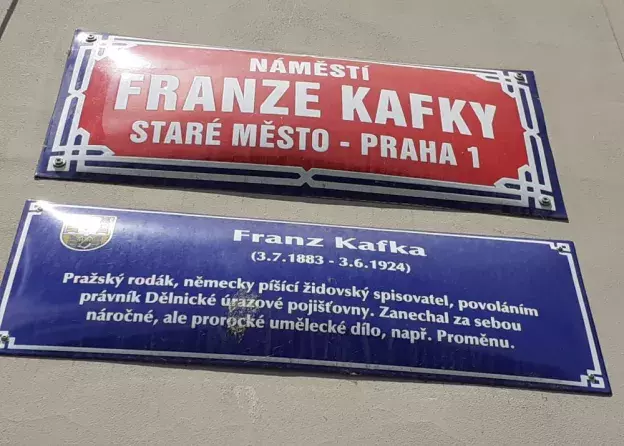 NÁMĚSTÍ
FRANZE KAFKY
STARÉ MĚSTO - PRAHA 1
Franz Kafka
(3.7.1883 - 3.6.1924)
Pražský rodák, německy píšící židovský spisovatel, povoláním
právník Dělnické úrazové pojišťovny. Zanechal za sebou
náročné, ale prorocké umělecké dílo, např. Proměnu.